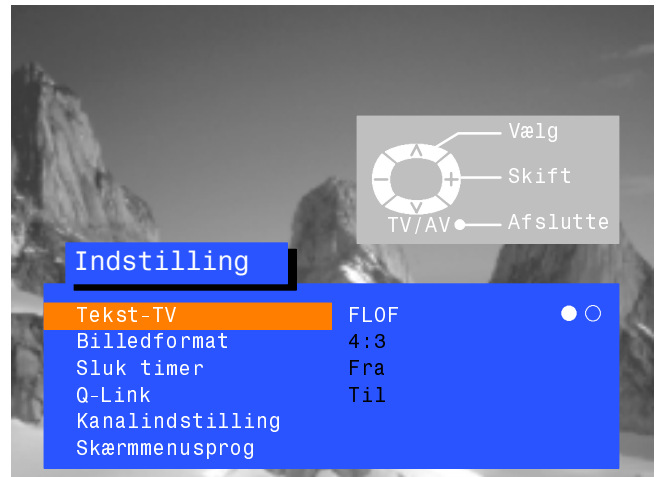 Vælg
Skift
TV/AV Afslutte
Indstilling
Tekst-TV FLOF
Billedformat 4:3
Sluk timer Fra
Q-Link Til
Kanalindstilling
Skærmmenusprog